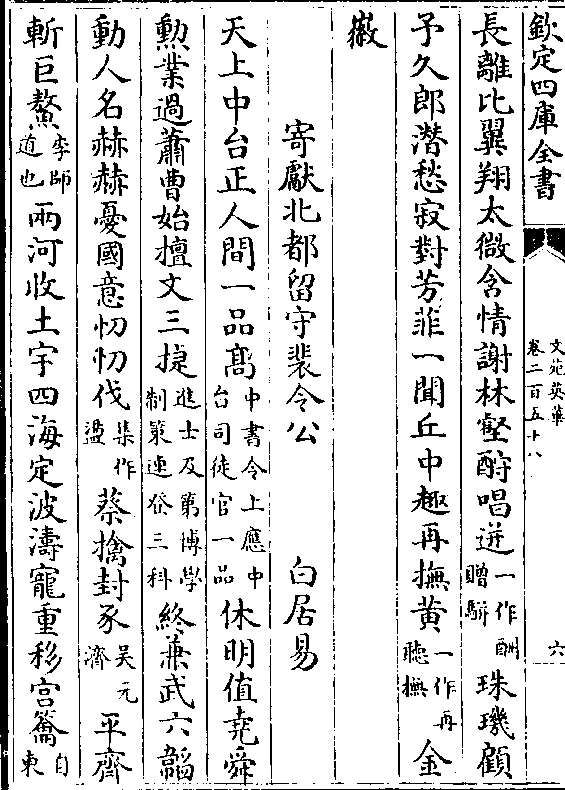 欽定四庫全書
文苑英華
卷二百五十八
六
長離比翼翔太微含情謝林壑酧唱迸一作酬贈駢珠璣顧
予久郎潛愁寂對芳菲一聞丘中趣再撫黄一作再聴撫金
徽
寄獻北都留守裴令公 白居易
天上中台正人間一品髙中書令上應中台司徒官一品休明值堯舜
勲業過蕭曹始擅文三捷進士及第博學制策連登三科終兼武六韜
動人名赫赫憂國意忉忉伐集作盪蔡擒封豕吳元濟平齊
斬巨鰲李師道也兩河收土宇四海定波濤寵重移宫籥自東